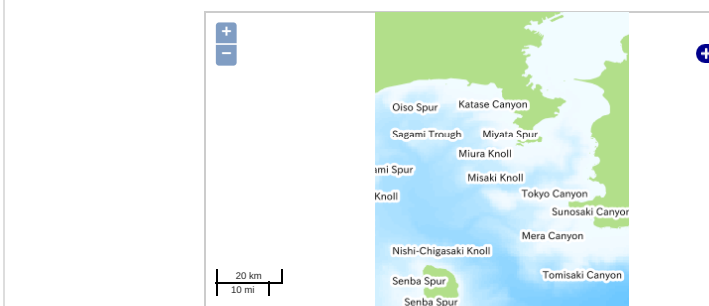 +
−
Oiso Spur
Katase Canyon
Sagami Trough
Miyata Spur
Miura Knoll
ami Spur
Misaki Knoll
Knoll
Tokyo Canyon
Sunosaki Canyon
Mera Canyon
Nishi-Chigasaki Knoll
20 km
Tomisaki Canyon
Senba Spur
10 mi
Senba Spur